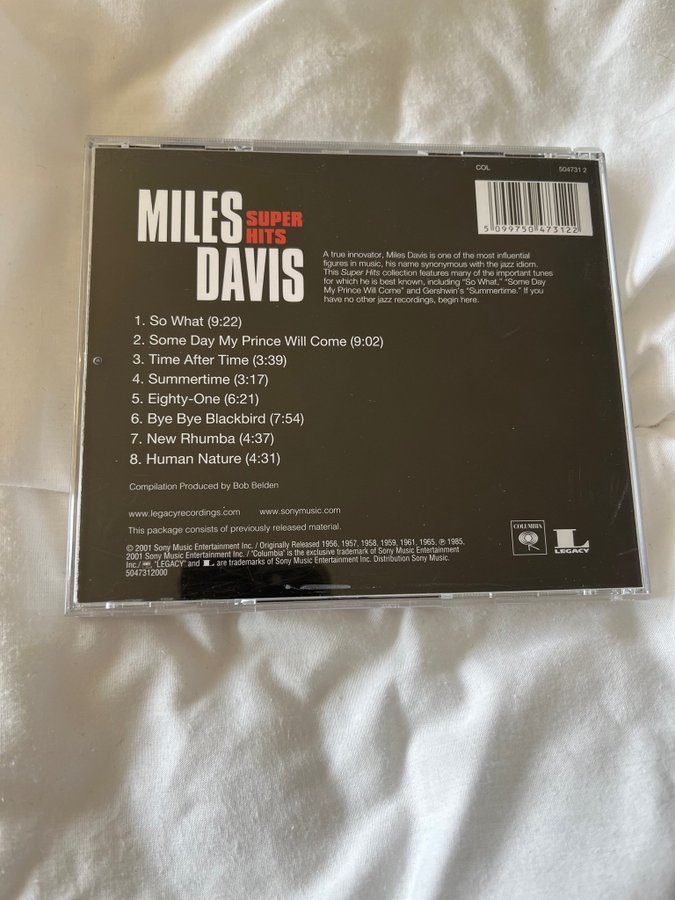 COL 504731 2
5 099750 473122
MILES SUPER
HITS
DAVIS
A true innovator, Miles Davis is one of the most influential
figures in music, his name synonymous with the jazz idiom.
This Super Hits collection features many of the important tunes
for which he is best known, including "So What," "Some Day
My Prince Will Come" and Gershwin's "Summertime." If you
have no other jazz recordings, begin here.
1. So What (9:22)
2. Some Day My Prince Will Come (9:02)
3. Time After Time (3:39)
4. Summertime (3:17)
5. Eighty-One (6:21)
6. Bye Bye Blackbird (7:54)
7. New Rhumba (4:37)
8. Human Nature (4:31)
Compilation Produced by Bob Belden
www.legacyrecordings.com www.sonymusic.com
This package consists of previously released material.
COLUMBIA
L
LEGACY
© 2001 Sony Music Entertainment Inc. / Originally Released 1956, 1957, 1958, 1959, 1961, 1965, ℗ 1985,
2001 Sony Music Entertainment Inc. / "Columbia" is the exclusive trademark of Sony Music Entertainment
Inc./ "LEGACY" and L are trademarks of Sony Music Entertainment Inc. Distribution Sony Music.
5047312000